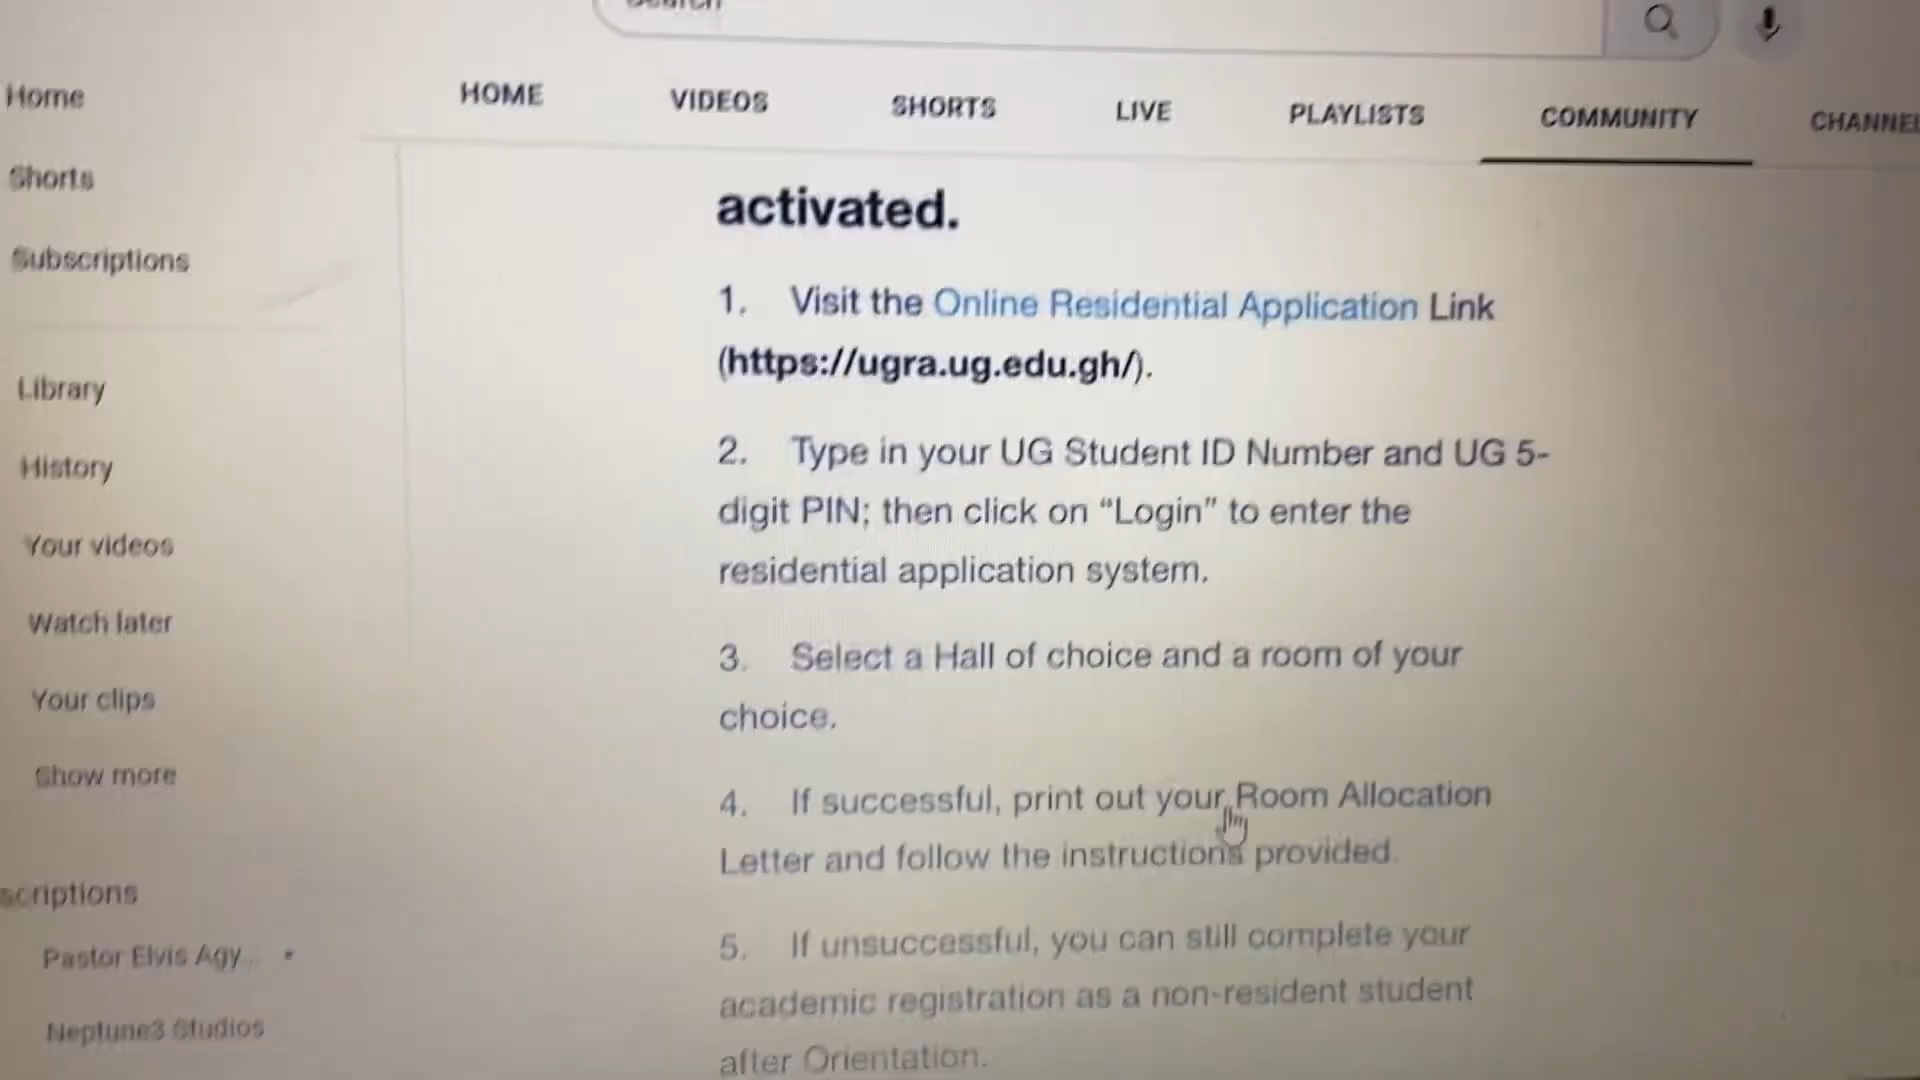 Search
HOME VIDEOS SHORTS LIVE PLAYLISTS COMMUNITY CHANNEL
Home
Shorts
Subscriptions
Library
History
Your videos
Watch later
Your clips
Show more
scriptions
Pastor Elvis Agy...
Neptune3 Studios
activated.
1. Visit the Online Residential Application Link
(https://ugra.ug.edu.gh/).
2. Type in your UG Student ID Number and UG 5-
digit PIN; then click on “Login” to enter the
residential application system.
3. Select a Hall of choice and a room of your
choice.
4. If successful, print out your Room Allocation
Letter and follow the instructions provided.
5. If unsuccessful, you can still complete your
academic registration as a non-resident student
after Orientation.